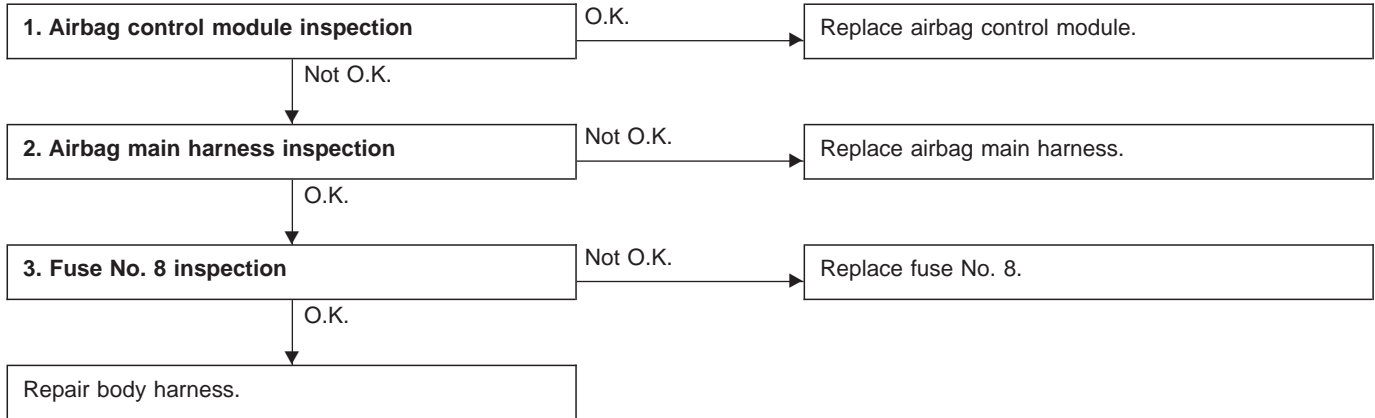 1. Airbag control module inspection
O.K.
Replace airbag control module.
Not O.K.
2. Airbag main harness inspection
Not O.K.
Replace airbag main harness.
O.K.
3. Fuse No. 8 inspection
Not O.K.
Replace fuse No. 8.
O.K.
Repair body harness.